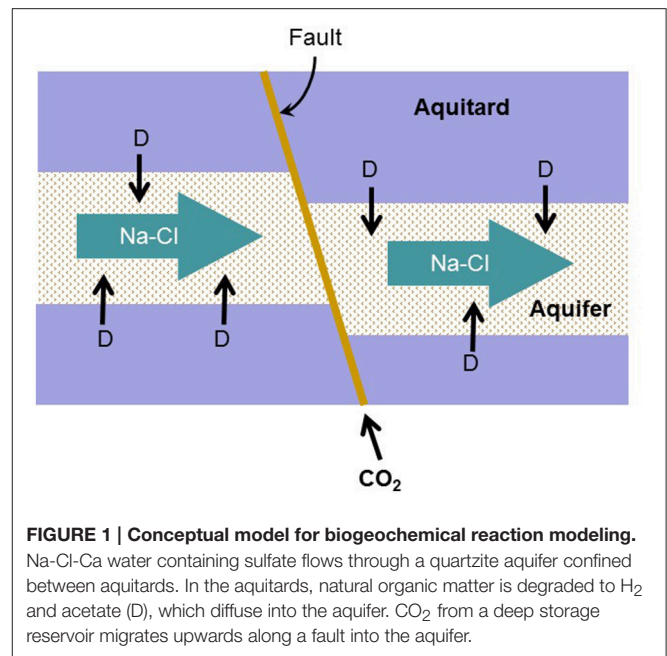 Fault
Aquitard
D
D
D
Na-Cl
Na-Cl
Aquifer
D
D
D
CO₂
FIGURE 1 | Conceptual model for biogeochemical reaction modeling.
Na-Cl-Ca water containing sulfate flows through a quartzite aquifer confined
between aquitards. In the aquitards, natural organic matter is degraded to H₂
and acetate (D), which diffuse into the aquifer. CO₂ from a deep storage
reservoir migrates upwards along a fault into the aquifer.